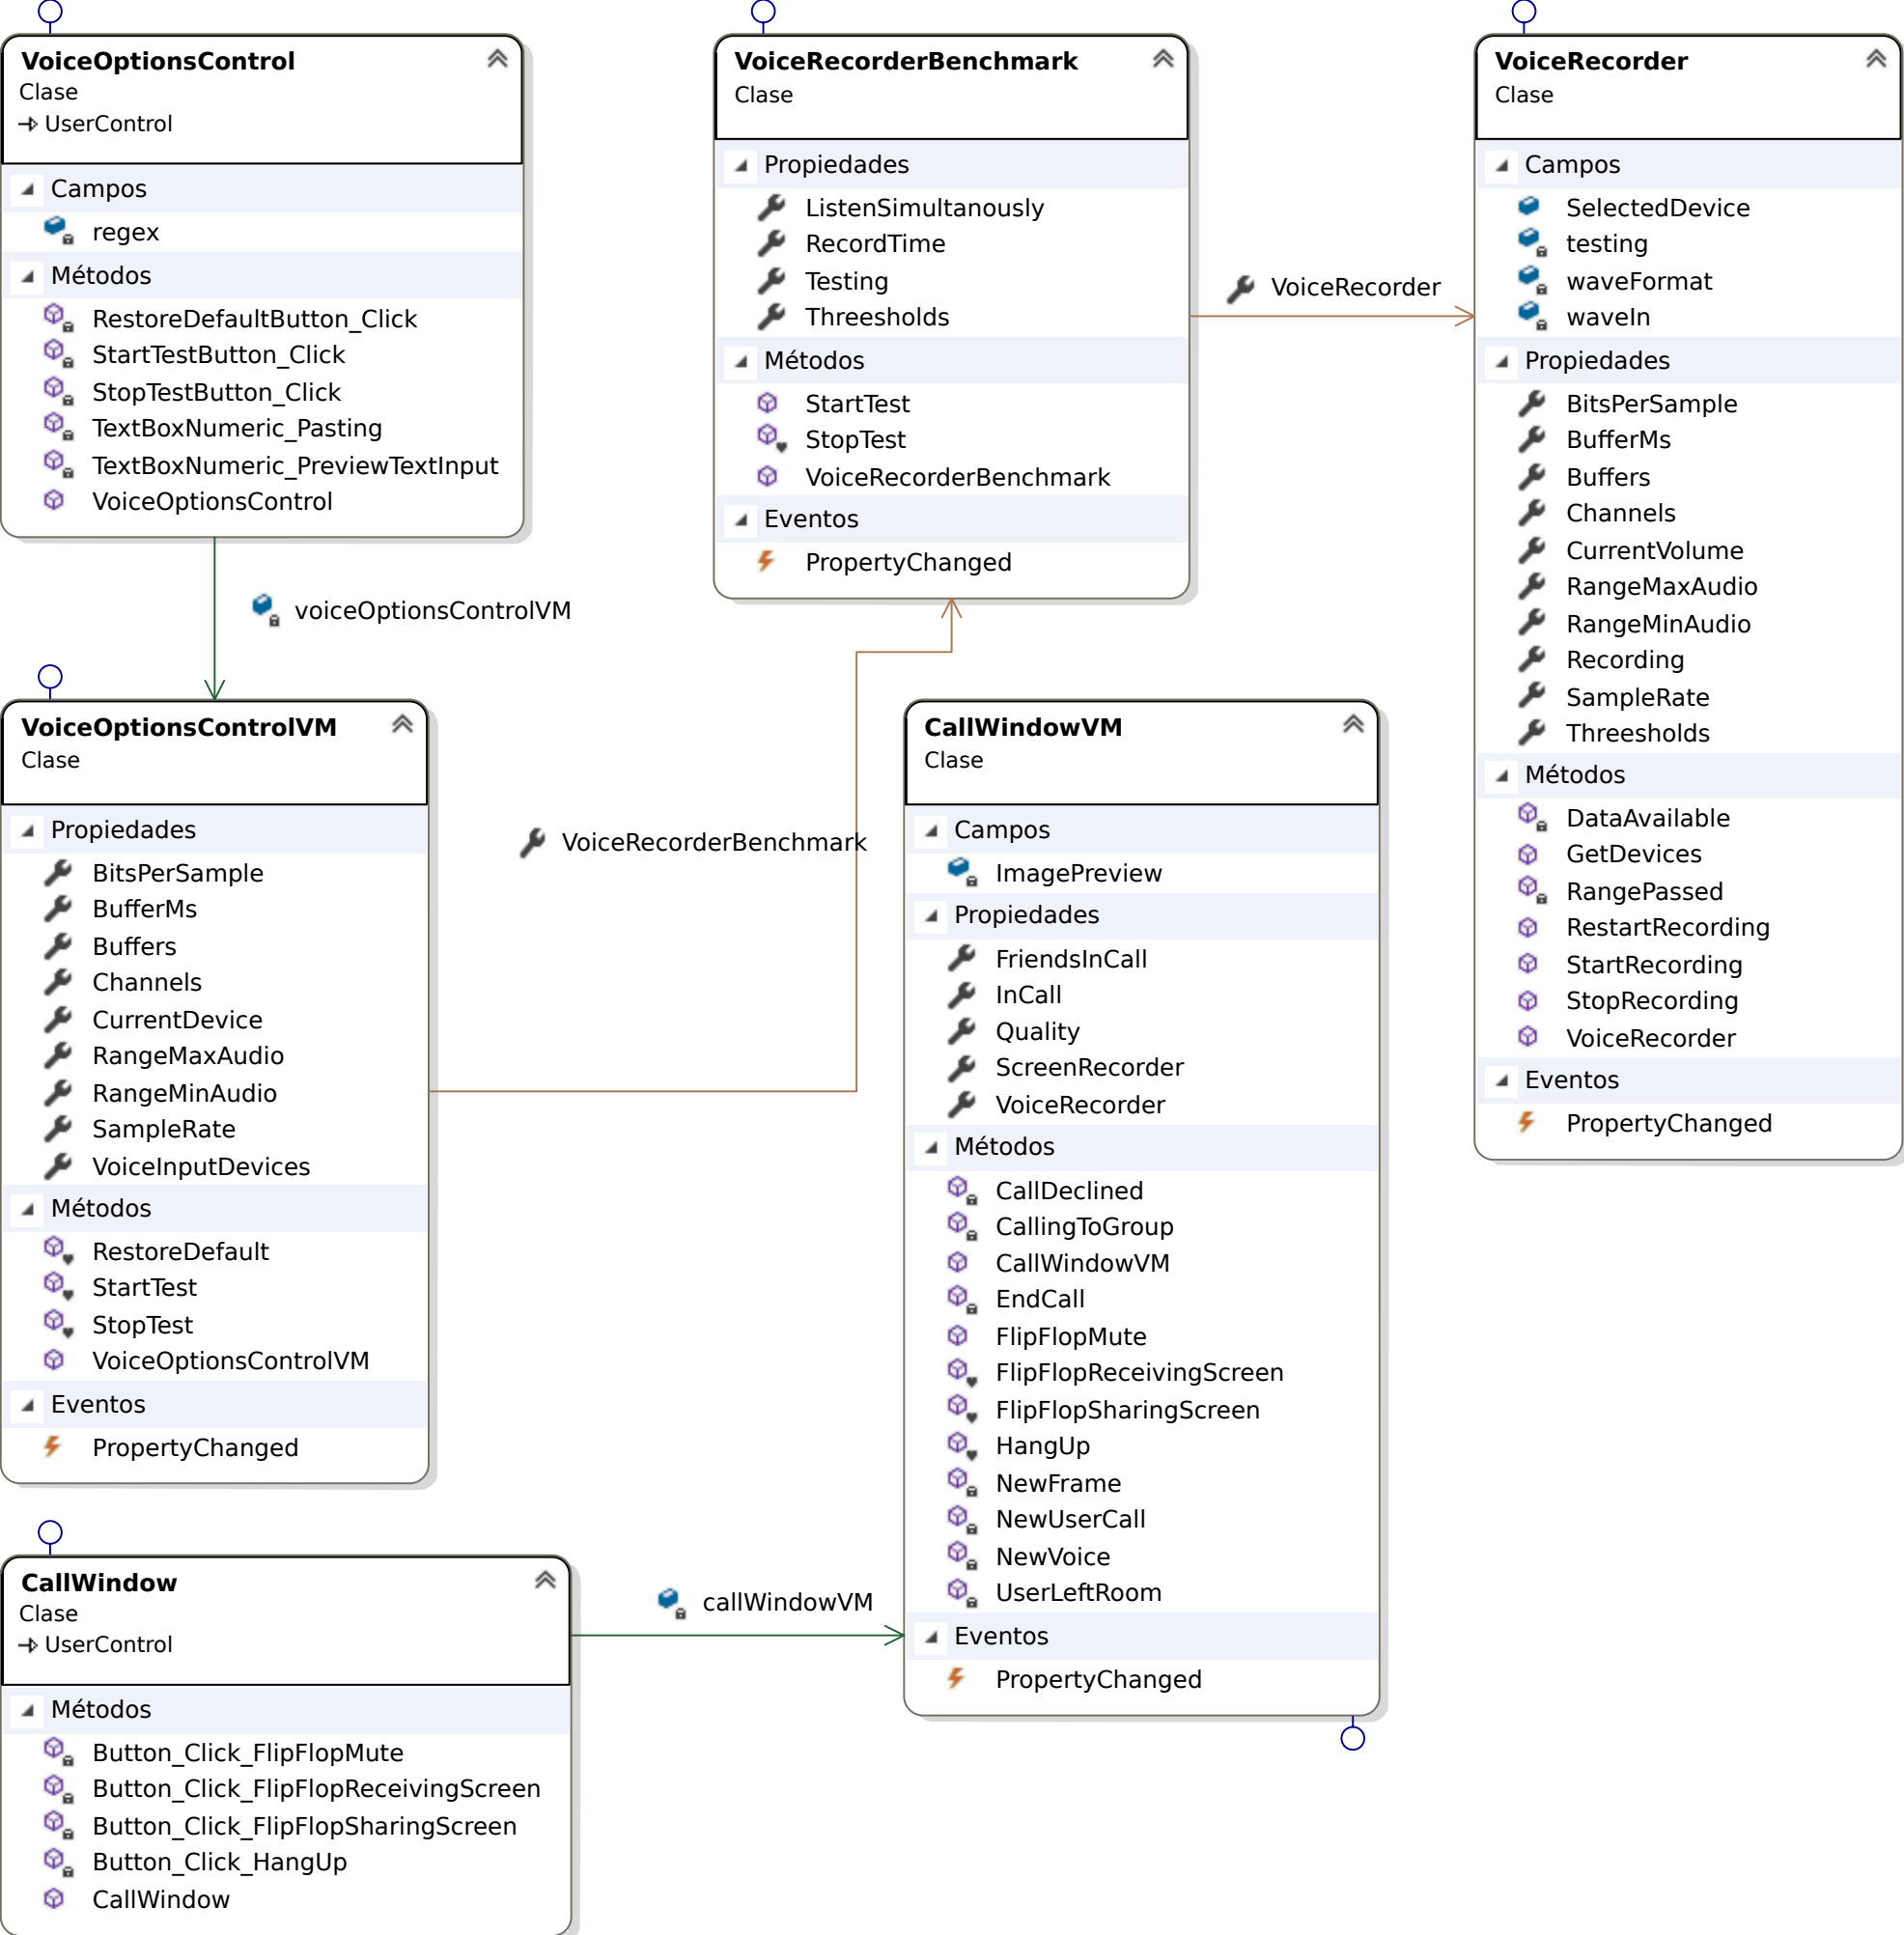 VoiceOptionsControl
Clase
UserControl
Campos
regex
Métodos
RestoreDefaultButton_Click
StartTestButton_Click
StopTestButton_Click
TextBoxNumeric_Pasting
TextBoxNumeric_PreviewTextInput
VoiceOptionsControl
voiceOptionsControlVM
VoiceRecorderBenchmark
Clase
Propiedades
ListenSimultanously
RecordTime
Testing
Threesholds
Métodos
StartTest
StopTest
VoiceRecorderBenchmark
Eventos
PropertyChanged
VoiceRecorder
VoiceRecorder
Clase
Campos
SelectedDevice
testing
waveFormat
waveIn
Propiedades
BitsPerSample
BufferMs
Buffers
Channels
CurrentVolume
RangeMaxAudio
RangeMinAudio
Recording
SampleRate
Threesholds
Métodos
DataAvailable
GetDevices
RangePassed
RestartRecording
StartRecording
StopRecording
VoiceRecorder
Eventos
PropertyChanged
VoiceOptionsControlVM
Clase
Propiedades
BitsPerSample
BufferMs
Buffers
Channels
CurrentDevice
RangeMaxAudio
RangeMinAudio
SampleRate
VoiceInputDevices
Métodos
RestoreDefault
StartTest
StopTest
VoiceOptionsControlVM
Eventos
PropertyChanged
VoiceRecorderBenchmark
CallWindowVM
Clase
Campos
ImagePreview
Propiedades
FriendsInCall
InCall
Quality
ScreenRecorder
VoiceRecorder
Métodos
CallDeclined
CallingToGroup
CallWindowVM
EndCall
FlipFlopMute
FlipFlopReceivingScreen
FlipFlopSharingScreen
HangUp
NewFrame
NewUserCall
NewVoice
UserLeftRoom
Eventos
PropertyChanged
CallWindow
Clase
UserControl
Métodos
Button_Click_FlipFlopMute
Button_Click_FlipFlopReceivingScreen
Button_Click_FlipFlopSharingScreen
Button_Click_HangUp
CallWindow
callWindowVM